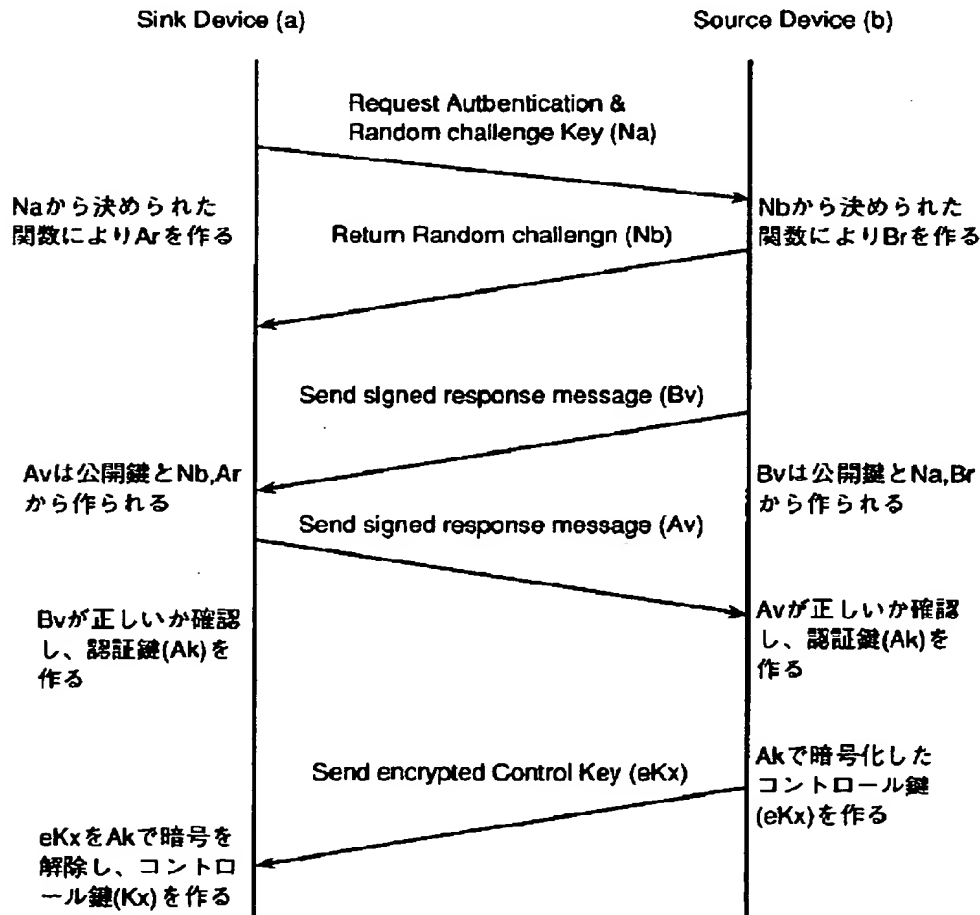 Sink Device (a)
Source Device (b)
Request Autbentication &
Random challenge Key (Na)
Naから決められた
関数によりArを作る
Nbから決められた
関数によりBrを作る
Return Random challengn (Nb)
Send signed response message (Bv)
Avは公開鍵とNb,Ar
から作られる
Bvは公開鍵とNa,Br
から作られる
Send signed response message (Av)
Bvが正しいか確認
し、認証鍵(Ak)を
作る
Avが正しいか確認
し、認証鍵(Ak)を
作る
Send encrypted Control Key (eKx)
Akで暗号化した
コントロール鍵
(eKx)を作る
eKxをAkで暗号を
解除し、コントロ
ール鍵(Kx)を作る